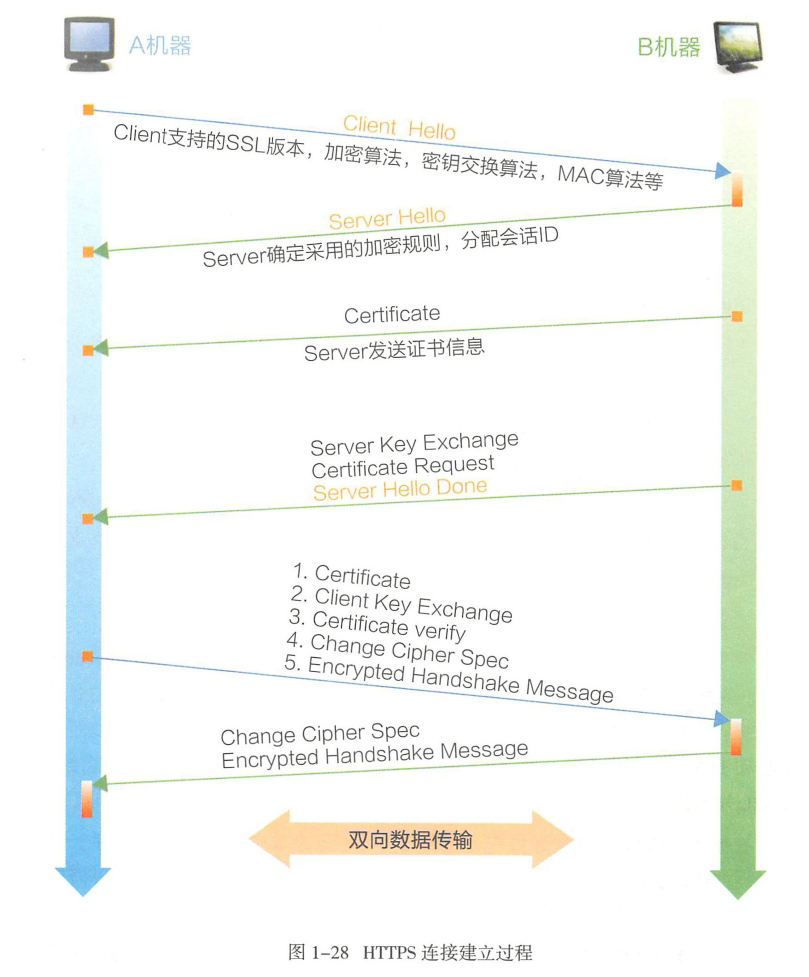 A机器
B机器
Client Hello
Client支持的SSL版本，加密算法，密钥交换算法，MAC算法等
Server Hello
Server确定采用的加密规则，分配会话ID
Certificate
Server发送证书信息
Server Key Exchange
Certificate Request
Server Hello Done
1. Certificate
2. Client Key Exchange
3. Certificate verify
4. Change Cipher Spec
5. Encrypted Handshake Message
Change Cipher Spec
Encrypted Handshake Message
双向数据传输
图 1-28 HTTPS 连接建立过程